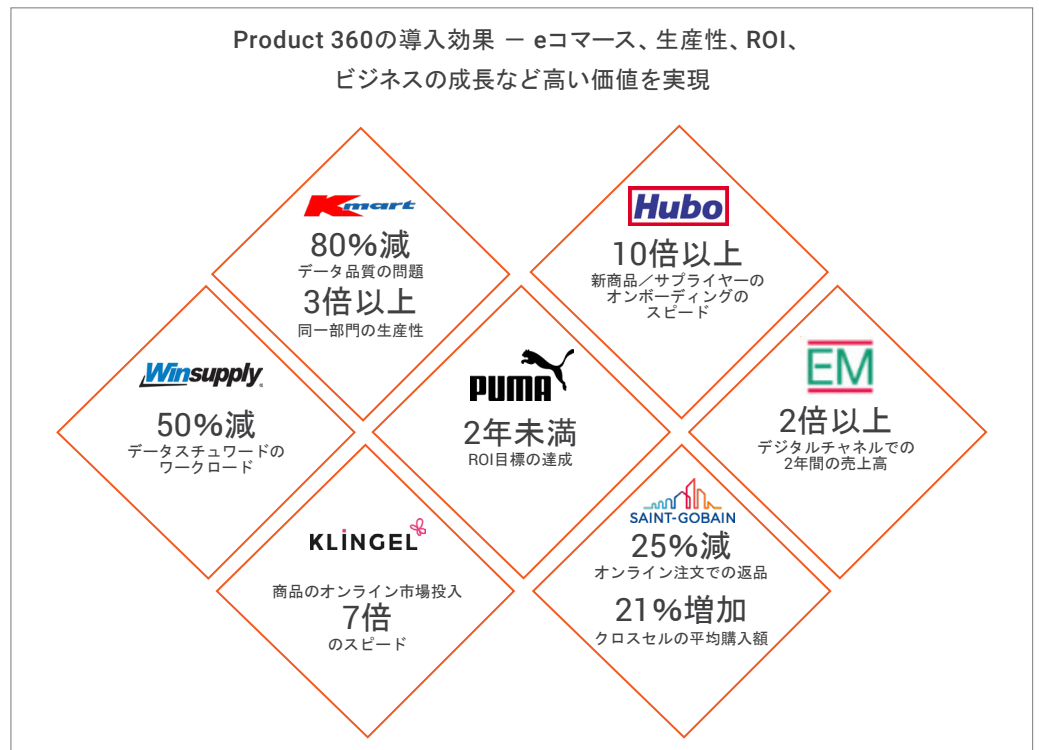 Product 360の導入効果 － eコマース、生産性、ROI、
ビジネスの成長など高い価値を実現
Kmart
80%減
データ品質の問題
3倍以上
同一部門の生産性
Hubo
10倍以上
新商品／サプライヤーの
オンボーディングの
スピード
Winsupply
50%減
データスチュワードの
ワークロード
PUMA
2年未満
ROI目標の達成
EM
2倍以上
デジタルチャネルでの
2年間の売上高
KLiNGEL
商品のオンライン市場投入
7倍
のスピード
SAINT-GOBAIN
25%減
オンライン注文での返品
21%増加
クロスセルの平均購入額